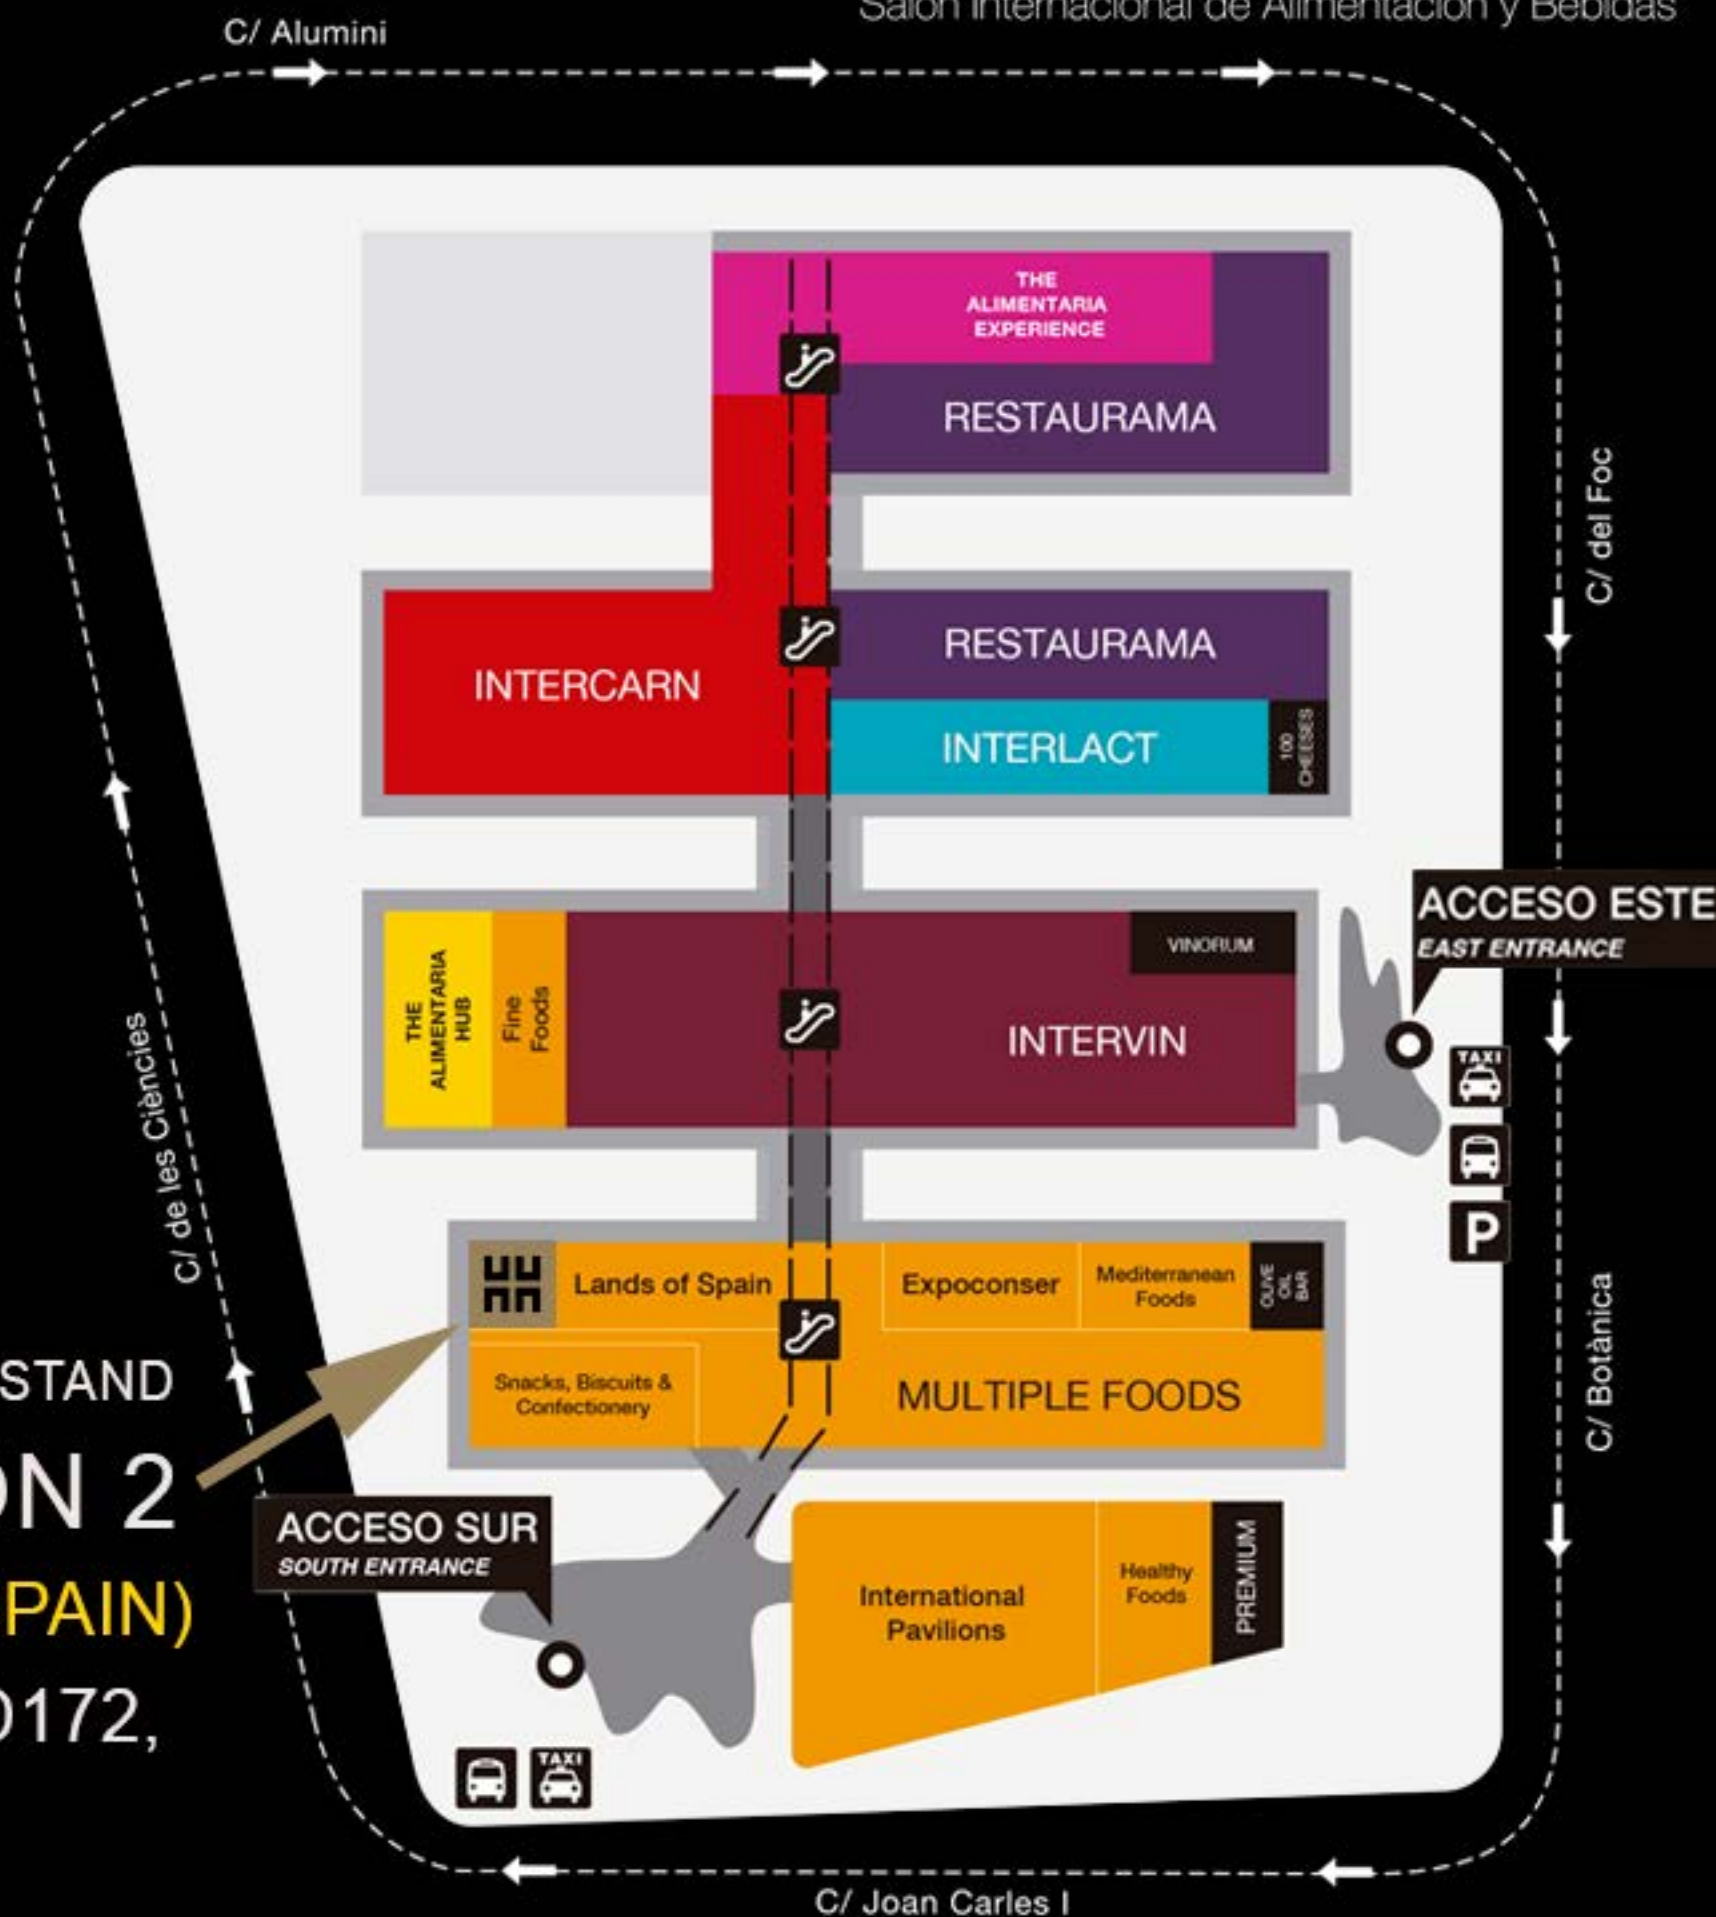 Salón Internacional de Alimentación y Bebidas
C/ Alumini
THE
ALIMENTARIA
EXPERIENCE
RESTAURAMA
C/ del Foc
RESTAURAMA
INTERCARN
INTERLACT
100
CHEESES
ACCESO ESTE
EAST ENTRANCE
VINORUM
THE
ALIMENTARIA
HUB
Fine
Foods
INTERVIN
TAXI
P
C/ de les Ciències
Lands of Spain
Expoconser
Mediterranean
Foods
OLIVE
OIL
BAR
STAND
Snacks, Biscuits &
Confectionery
MULTIPLE FOODS
C/ Botànica
ON 2
ACCESO SUR
SOUTH ENTRANCE
PAIN)
International
Pavilions
Healthy
Foods
PREMIUM
D172,
TAXI
C/ Joan Carles I